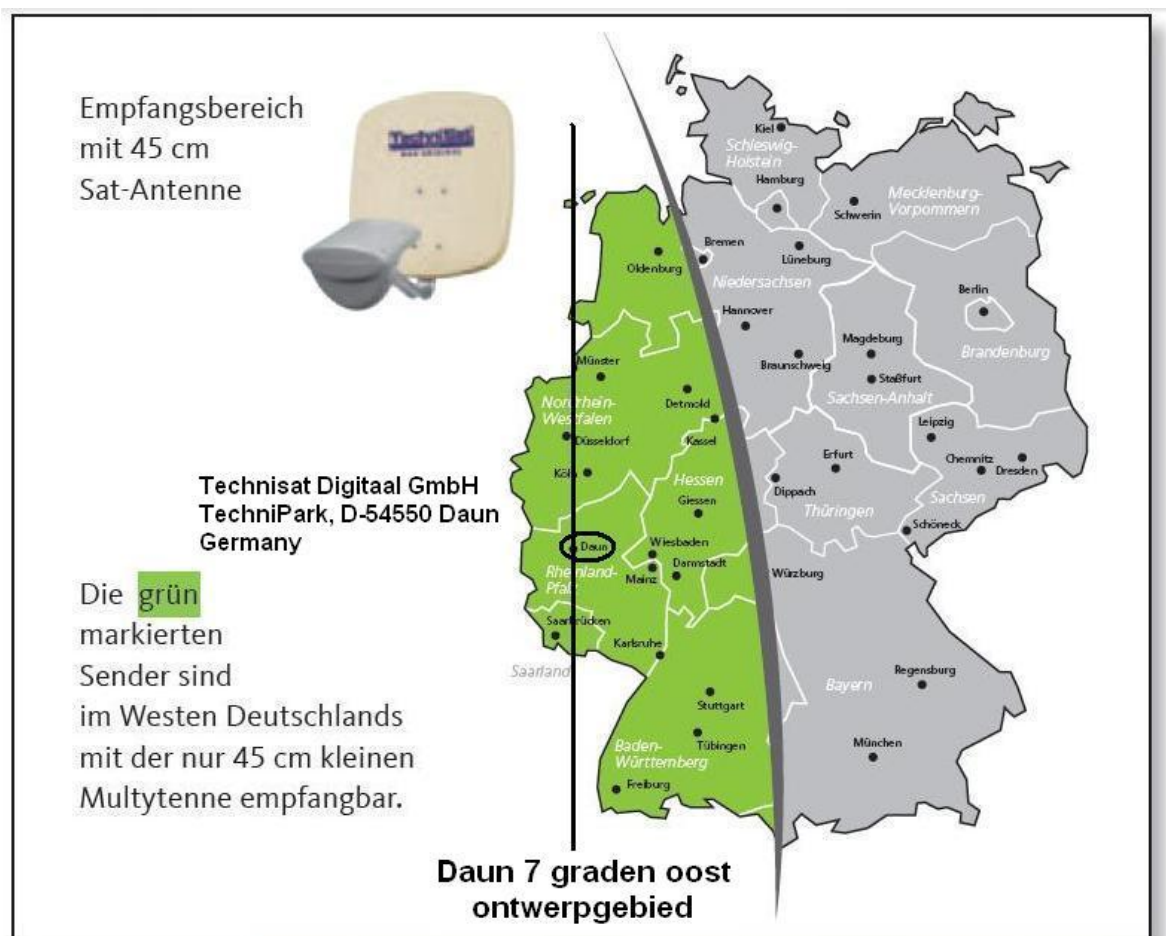 Empfangsbereich
mit 45 cm
Sat-Antenne
TechniSat
Kiel
Schleswig-
Holstein
Hamburg
Mecklenburg-
Vorpommern
Schwerin
Bremen
Lüneburg
Oldenburg
Niedersachsen
Berlin
Hannover
Magdeburg
Brandenburg
Münster
Braunschweig
Staßfurt
Sachsen-Anhalt
Nordrhein-
Westfalen
Detmold
Leipzig
Düsseldorf
Kassel
Erfurt
Chemnitz
Dresden
Köln
Hessen
Dippach
Sachsen
Technisat Digitaal GmbH
TechniPark, D-54550 Daun
Germany
Giessen
Thüringen
Schöneck
Daun
Wiesbaden
Darmstadt
Rheinland-
Pfalz
Mainz
Würzburg
Die grün
markierten
Sender sind
im Westen Deutschlands
mit der nur 45 cm kleinen
Multytenne empfangbar.
Saarbrücken
Karlsruhe
Saarland
Regensburg
Bayern
Stuttgart
Tübingen
Baden-
Württemberg
München
Freiburg
Daun 7 graden oost
ontwerpgebied